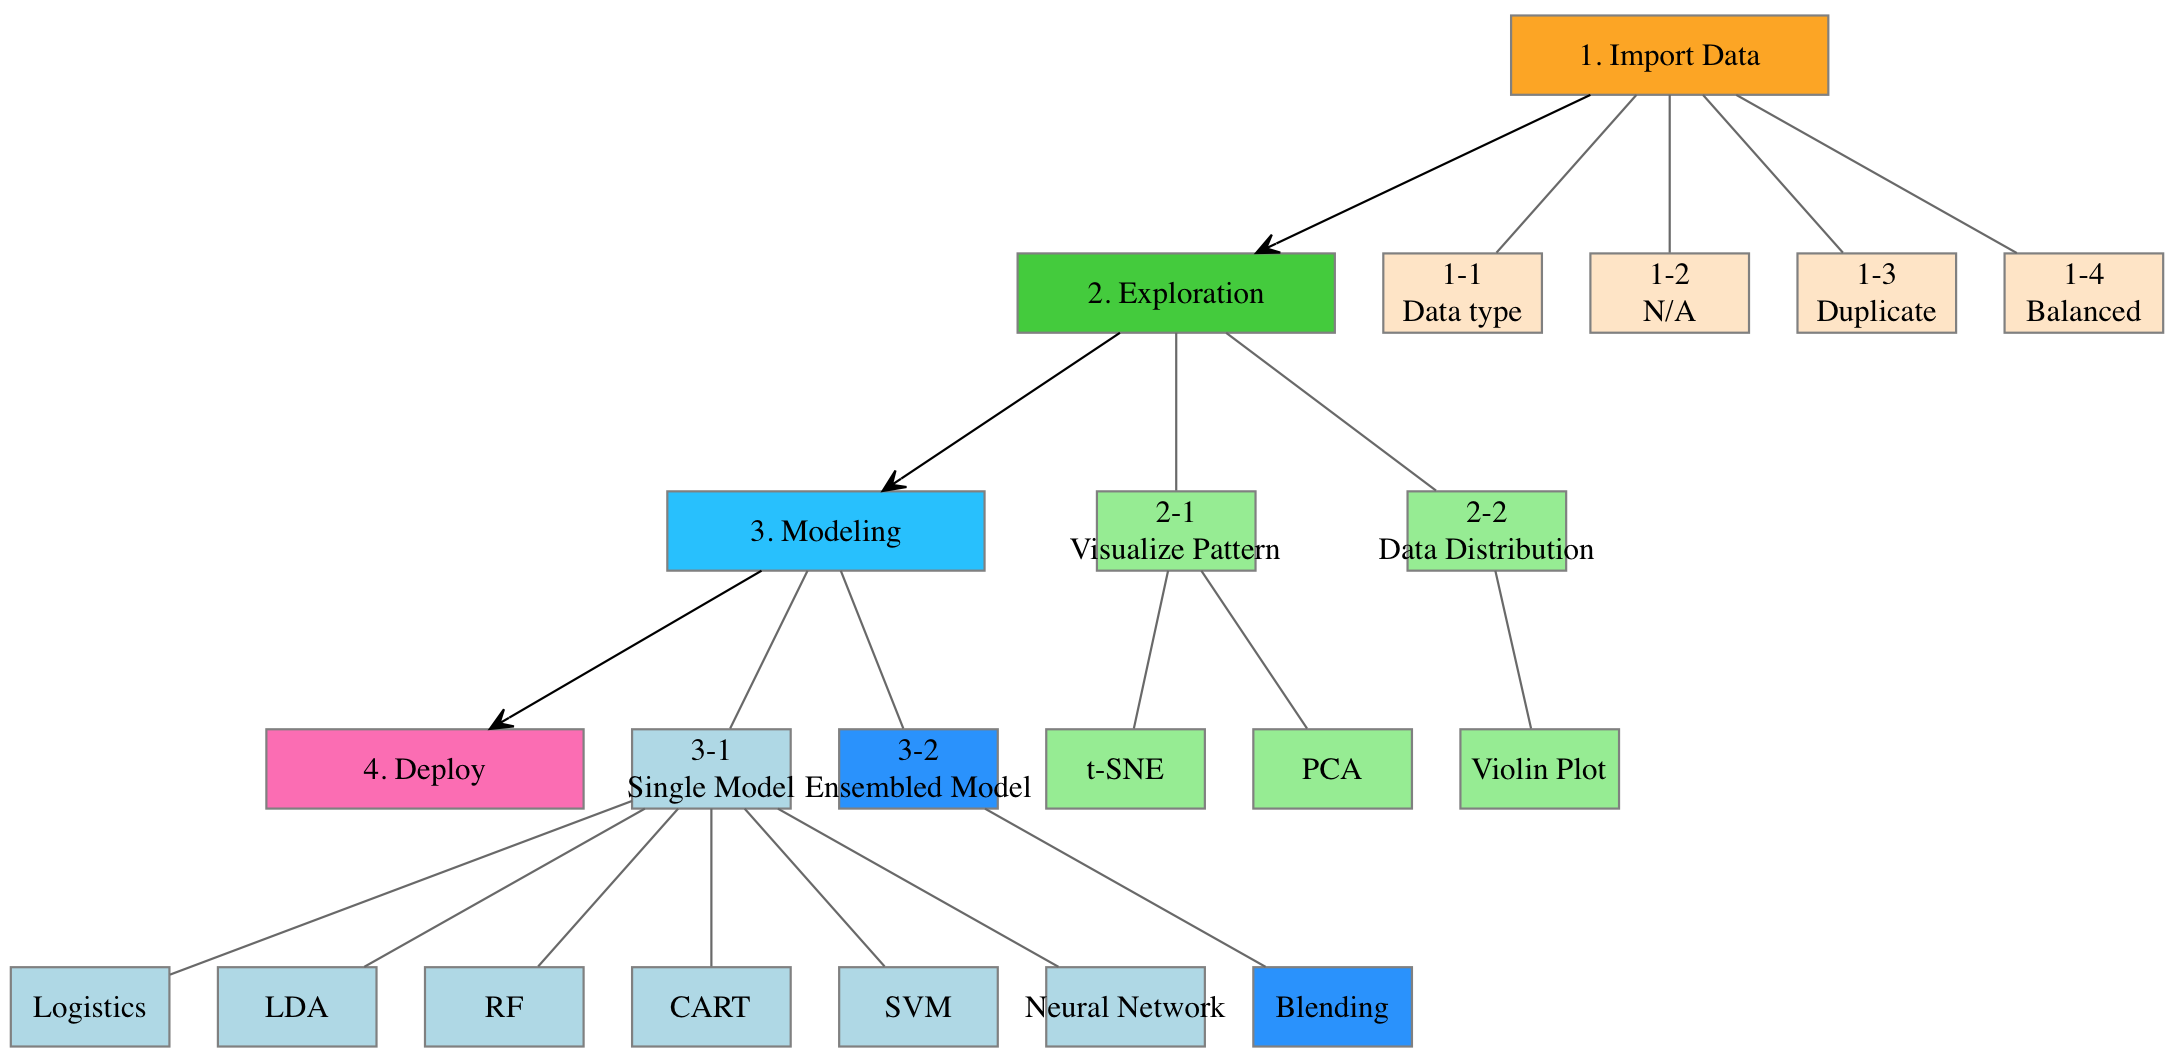 1. Import Data
2. Exploration
1-1
Data type
1-2
N/A
1-3
Duplicate
1-4
Balanced
3. Modeling
2-1
Visualize Pattern
2-2
Data Distribution
4. Deploy
3-1
Single Model
3-2
Ensembled Model
t-SNE
PCA
Violin Plot
Logistics
LDA
RF
CART
SVM
Neural Network
Blending